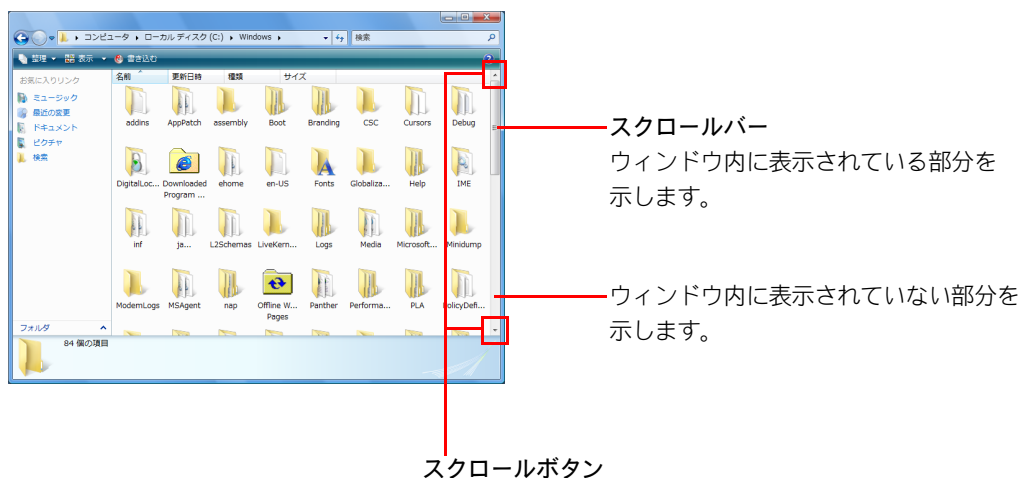 コンピュータ ▸ ローカル ディスク (C:) ▸ Windows ▸ 検索
整理 表示 書き込む
お気に入りリンク
ミュージック
最近の変更
ドキュメント
ピクチャ
検索
フォルダ
名前 更新日時 種類 サイズ
addins AppPatch assembly Boot Branding CSC Cursors Debug
DigitalLoc... Downloaded Program ... ehome en-US Fonts Globaliza... Help IME
inf ja... L2Schemas LiveKern... Logs Media Microsoft... Minidump
ModemLogs MSAgent nap Offline W... Pages Panther Performa... PLA PolicyDefi...
84 個の項目
スクロールバー
ウィンドウ内に表示されている部分を
示します。
ウィンドウ内に表示されていない部分を
示します。
スクロールボタン